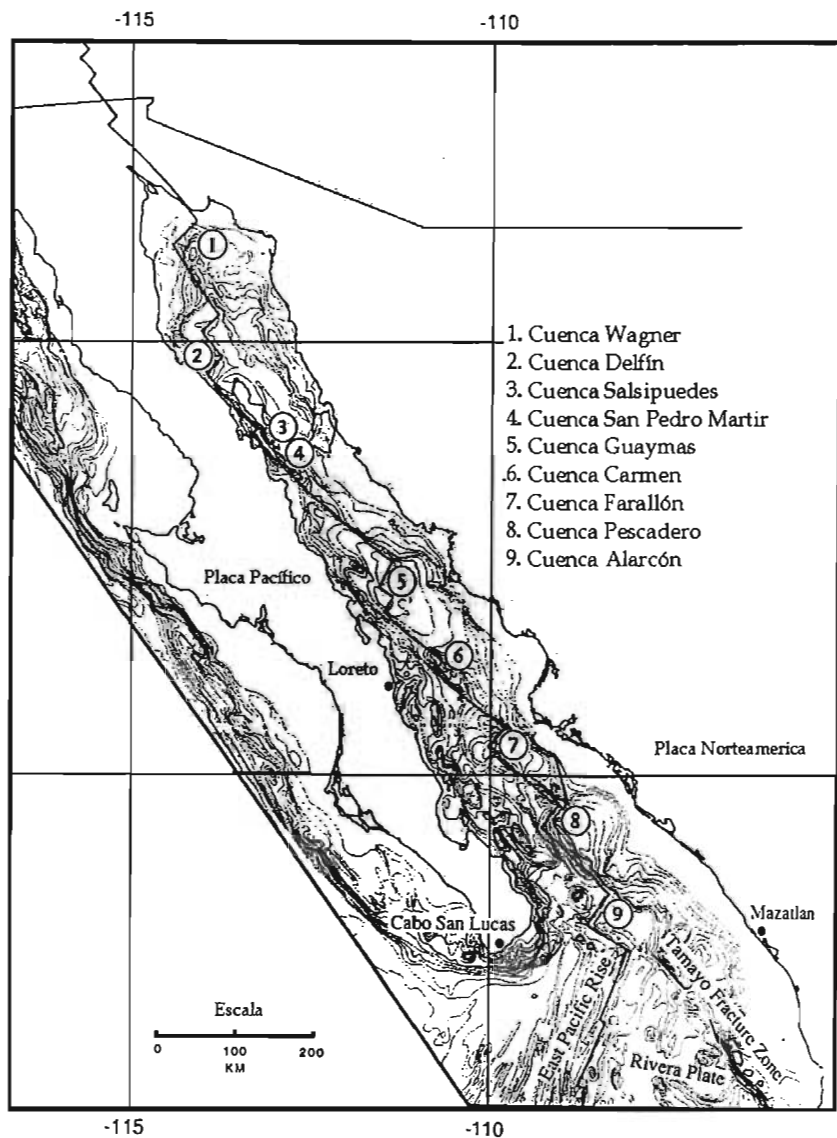 -115
-110
1
1. Cuenca Wagner
2
2. Cuenca Delfín
3. Cuenca Salsipuedes
3
4. Cuenca San Pedro Martir
4
5. Cuenca Guaymas
.6. Cuenca Carmen
7. Cuenca Farallón
8. Cuenca Pescadero
9. Cuenca Alarcón
Placa Pacífico
5
6
Loreto
7
Placa Norteamerica
8
9
Cabo San Lucas
Mazatlan
Tamayo Fracture Zone
East Pacific Rise
Rivera Plate
Escala
0 100 200
KM
-115
-110